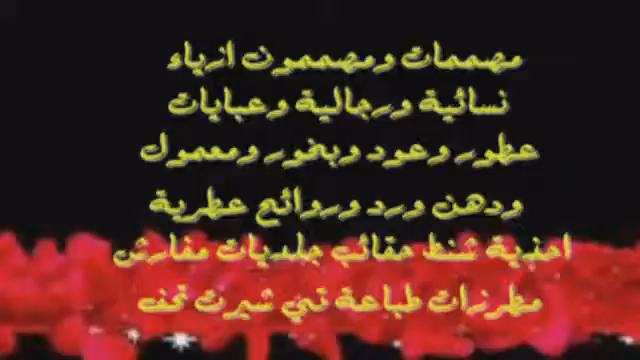 مصممات ومصممون ازياء
نسائية ورجالية وعبايات
عطور وعود وبخور ومعمول
ودهن ورد وروائح عطرية
احذية شنط حقائب جلديات مفارش
مطرزات طباعة تي شيرت تحف